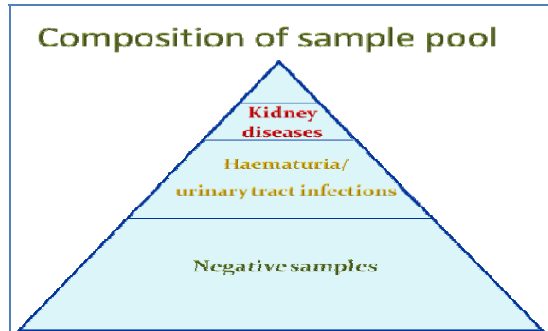 Composition of sample pool
Kidney
diseases
Haematuria/
urinary tract infections
Negative samples